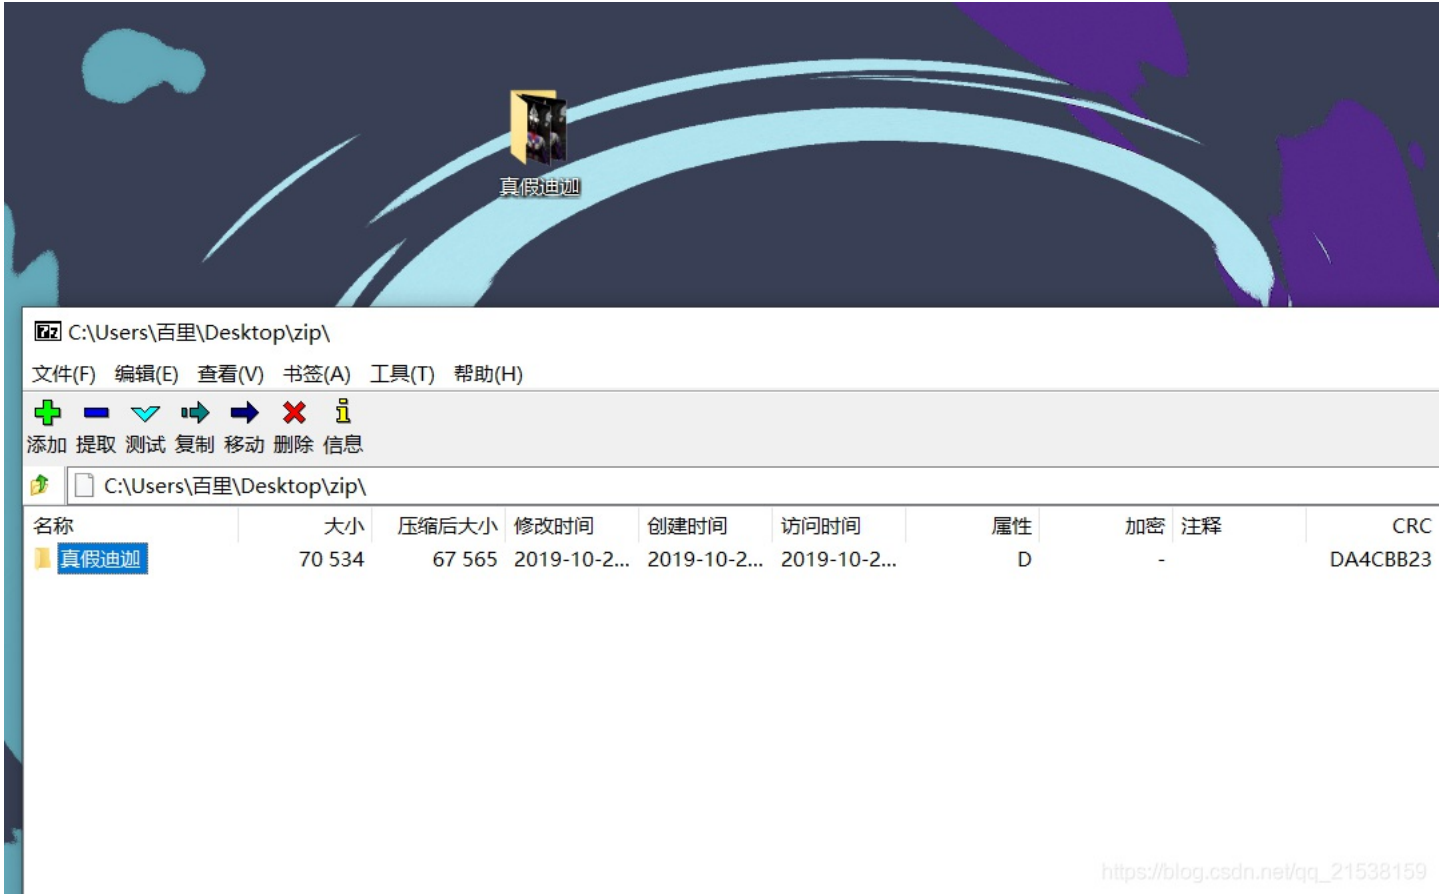 真假迪迦
7z C:\Users\百里\Desktop\zip\
文件(F) 编辑(E) 查看(V) 书签(A) 工具(T) 帮助(H)
添加 提取 测试 复制 移动 删除 信息
C:\Users\百里\Desktop\zip\
名称 大小 压缩后大小 修改时间 创建时间 访问时间 属性 加密 注释 CRC
真假迪迦 70 534 67 565 2019-10-2... 2019-10-2... 2019-10-2... D - DA4CBB23
https://blog.csdn.net/qq_21538159